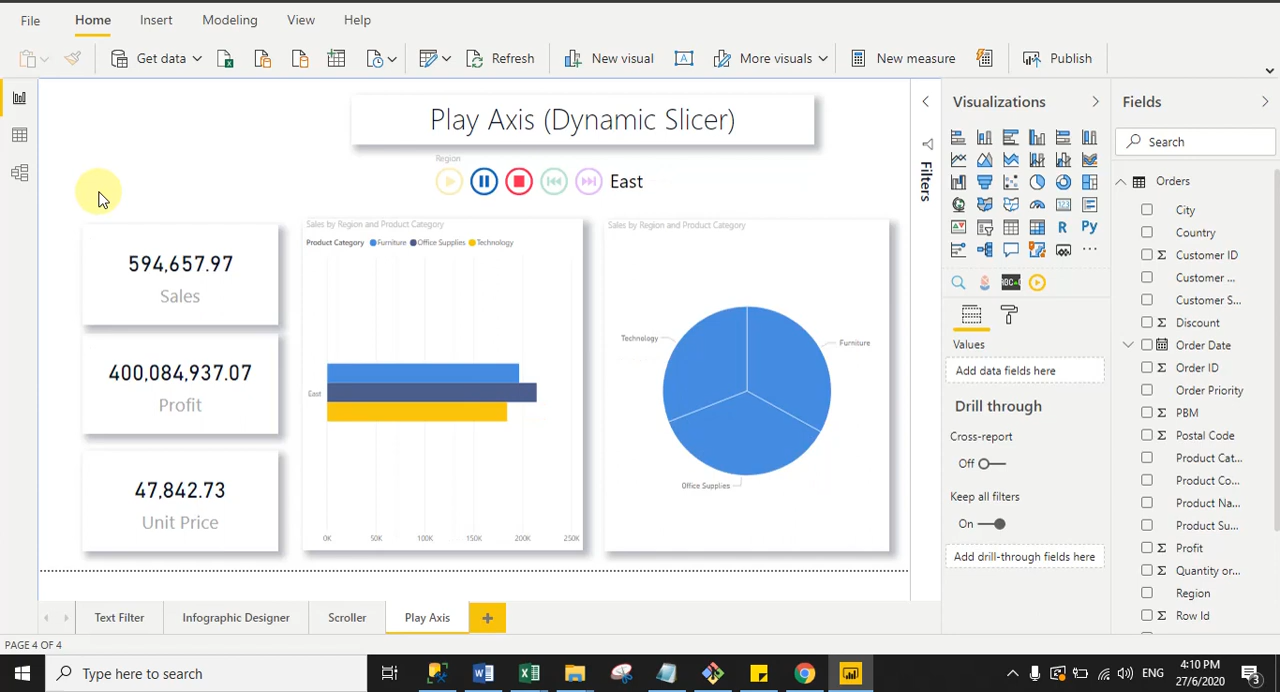 File Home Insert Modeling View Help
Get data Refresh New visual More visuals New measure Publish
Play Axis (Dynamic Slicer)
Region
East
594,657.97
Sales
400,084,937.07
Profit
47,842.73
Unit Price
Sales by Region and Product Category
Product Category Furniture Office Supplies Technology
East
0K 50K 100K 150K 200K 250K
Sales by Region and Product Category
Technology
Furniture
Office Supplies
Filters
Visualizations
R Py
Values
Add data fields here
Drill through
Cross-report
Off
Keep all filters
On
Add drill-through fields here
Fields
Search
Orders
City
Country
Customer ID
Customer ...
Customer S...
Discount
Order Date
Order ID
Order Priority
PBM
Postal Code
Product Cat...
Product Co...
Product Na...
Product Su...
Profit
Quantity or...
Region
Row Id
Text Filter Infographic Designer Scroller Play Axis
PAGE 4 OF 4
Type here to search
ENG
4:10 PM
27/6/2020
3